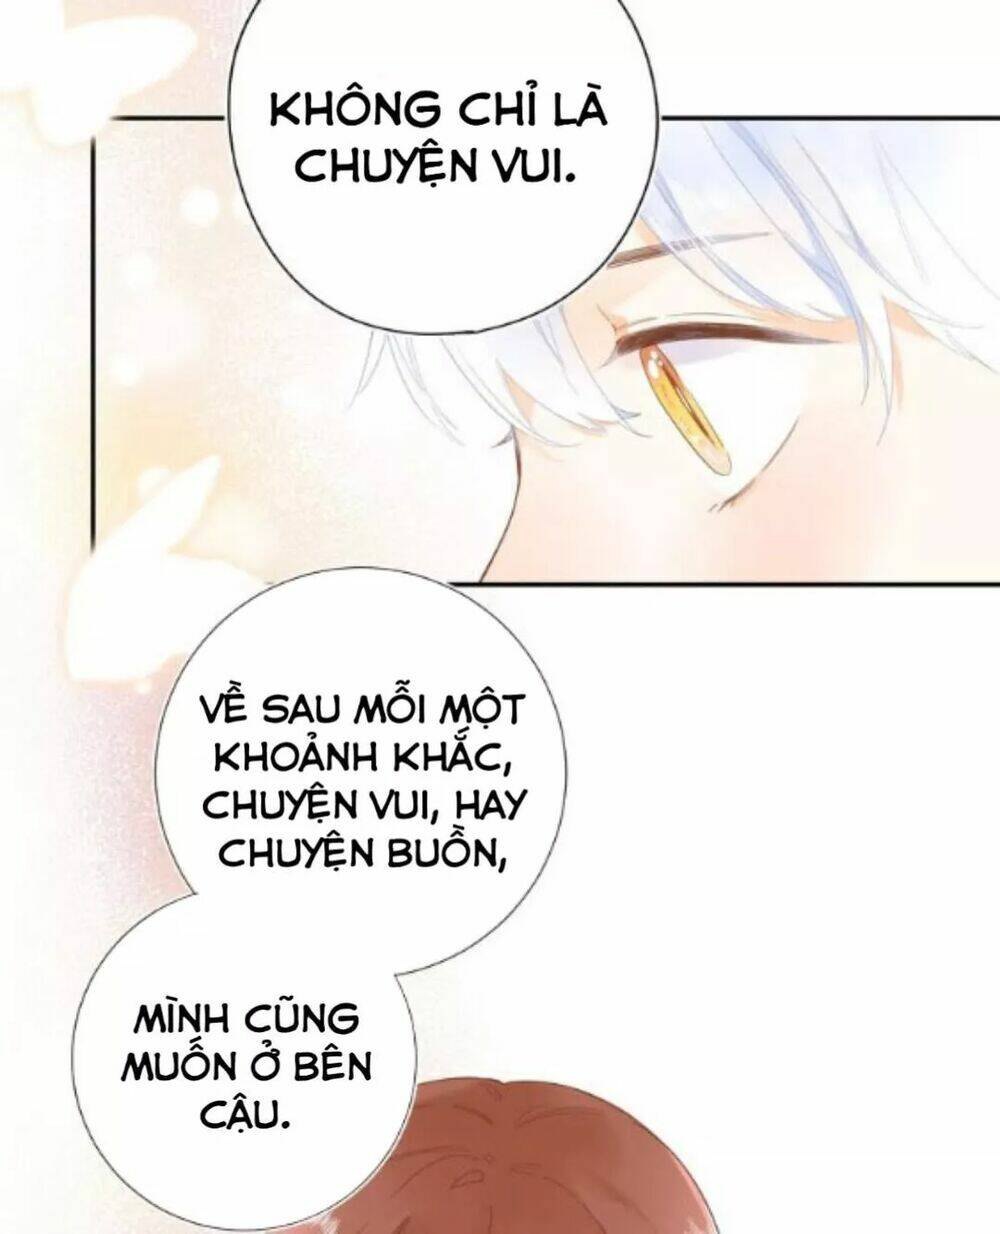 KHÔNG CHỈ LÀ
CHUYỆN VUI.
VỀ SAU MỖI MỘT
KHOẢNH KHẮC,
CHUYỆN VUI, HAY
CHUYỆN BUỒN,
MÌNH CŨNG
MUỐN Ở BÊN
CẬU.